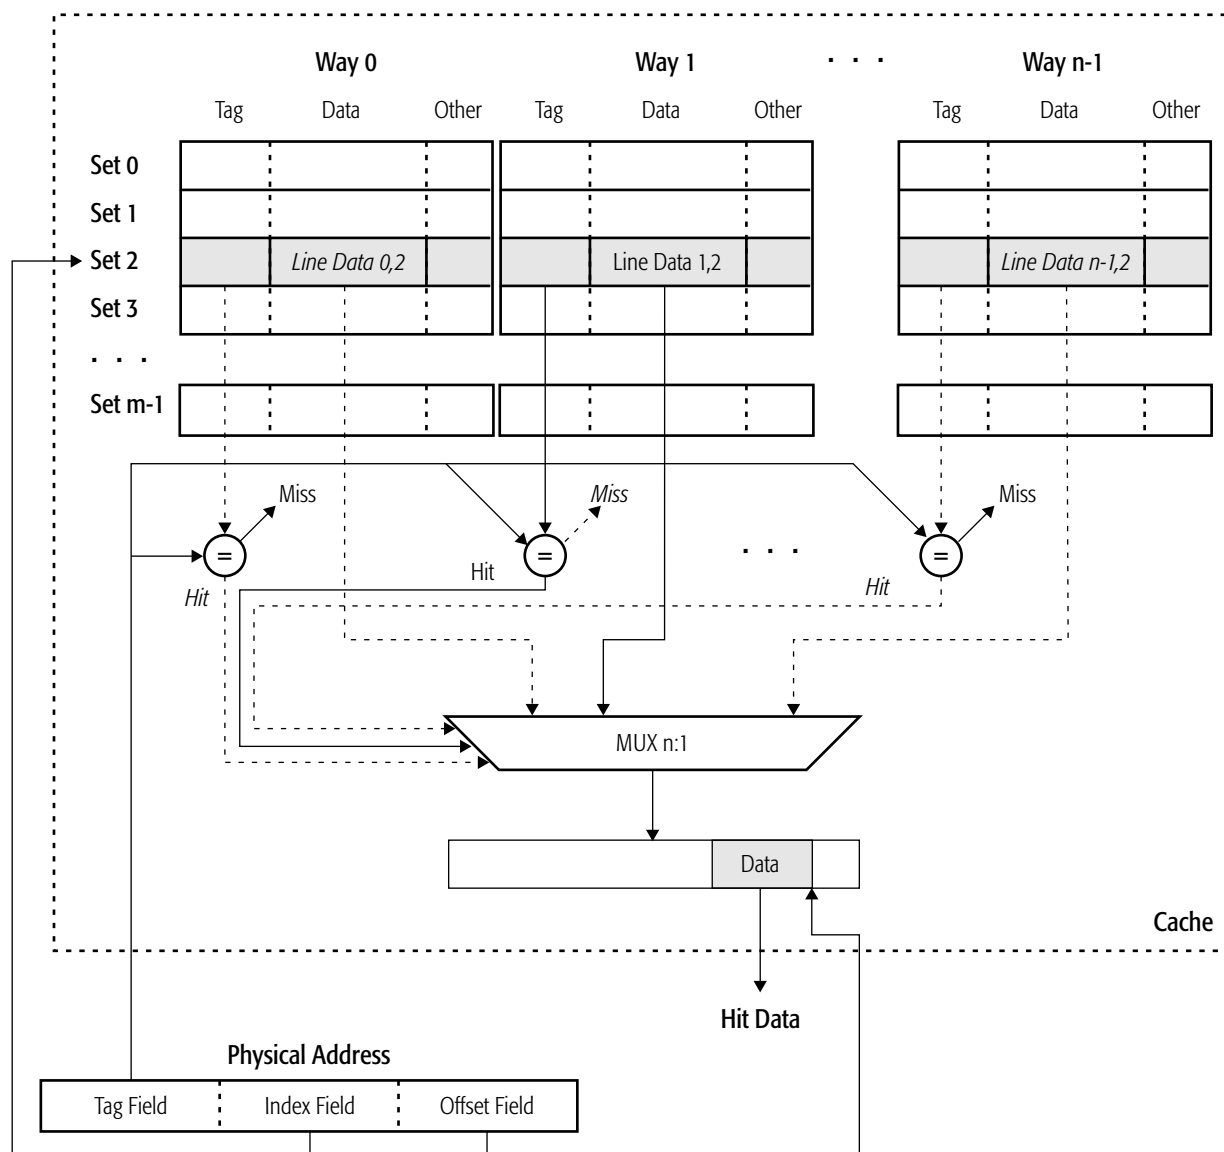 Way 0 Way 1 . . . Way n-1
Tag Data Other Tag Data Other Tag Data Other
Set 0
Set 1
Set 2 Line Data 0,2 Line Data 1,2 Line Data n-1,2
Set 3
. . .
Set m-1
Miss Miss Miss
= = . . . =
Hit Hit Hit
MUX n:1
Data
Cache
Hit Data
Physical Address
Tag Field Index Field Offset Field